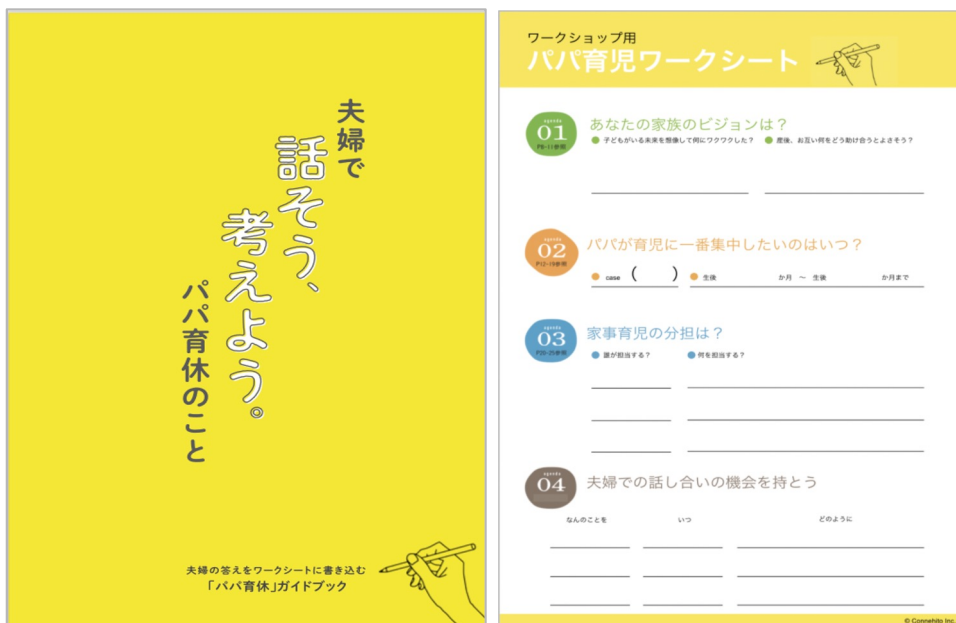 夫婦で
話そう、
考えよう。
パパ育休のこと
夫婦の答えをワークシートに書き込む
「パパ育休」ガイドブック
ワークショップ用
パパ育児ワークシート
agenda
01
P6-11参照
あなたの家族のビジョンは？
子どもがいる未来を想像して何にワクワクした？ 産後、お互い何をどう助け合うとよさそう？
agenda
02
P12-19参照
パパが育児に一番集中したいのはいつ？
case ( ) 生後 か月 〜 生後 か月まで
agenda
03
P20-25参照
家事育児の分担は？
誰が担当する？ 何を担当する？
agenda
04
夫婦での話し合いの機会を持とう
なんのことを いつ どのように
© Connehito Inc.